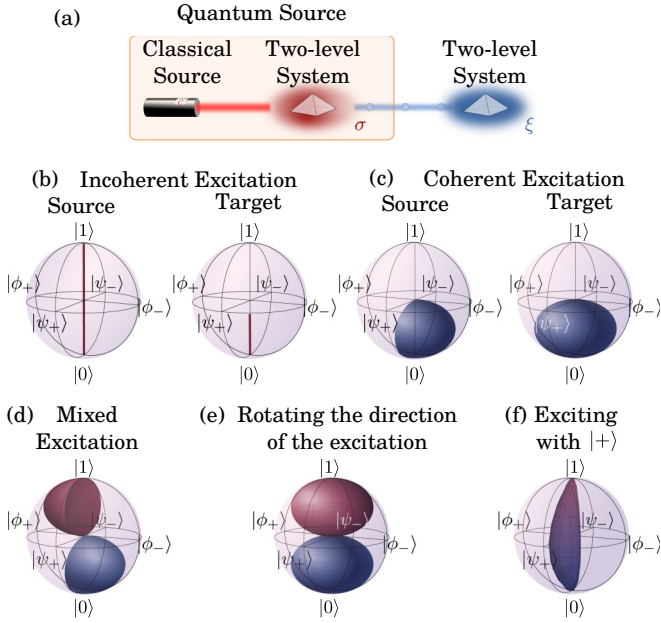 (a)
Quantum Source
Classical Source
Two-level System
Two-level System
σ
ξ
(b) Incoherent Excitation
Source
Target
|1⟩
|ϕ₊⟩
|ψ₋⟩
|ψ₊⟩
|ϕ₋⟩
|0⟩
|1⟩
|ψ₋⟩
|ϕ₊⟩
|ψ₊⟩
|ϕ₋⟩
|0⟩
(c) Coherent Excitation
Source
Target
|1⟩
|ϕ₊⟩
|ψ₋⟩
|ψ₊⟩
|0⟩
|1⟩
|ψ₋⟩
|ϕ₊⟩
|ψ₊⟩
|ϕ₋⟩
|0⟩
(d) Mixed
Excitation
|1⟩
|ϕ₊⟩
|ψ₊⟩
|0⟩
(e) Rotating the direction
of the excitation
|1⟩
|ϕ₊⟩
|ψ₋⟩
|ψ₊⟩
|ϕ₋⟩
|0⟩
(f) Exciting
with |+⟩
|1⟩
|ϕ₊⟩
|ψ₋⟩
|ψ₊⟩
|ϕ₋⟩
|0⟩